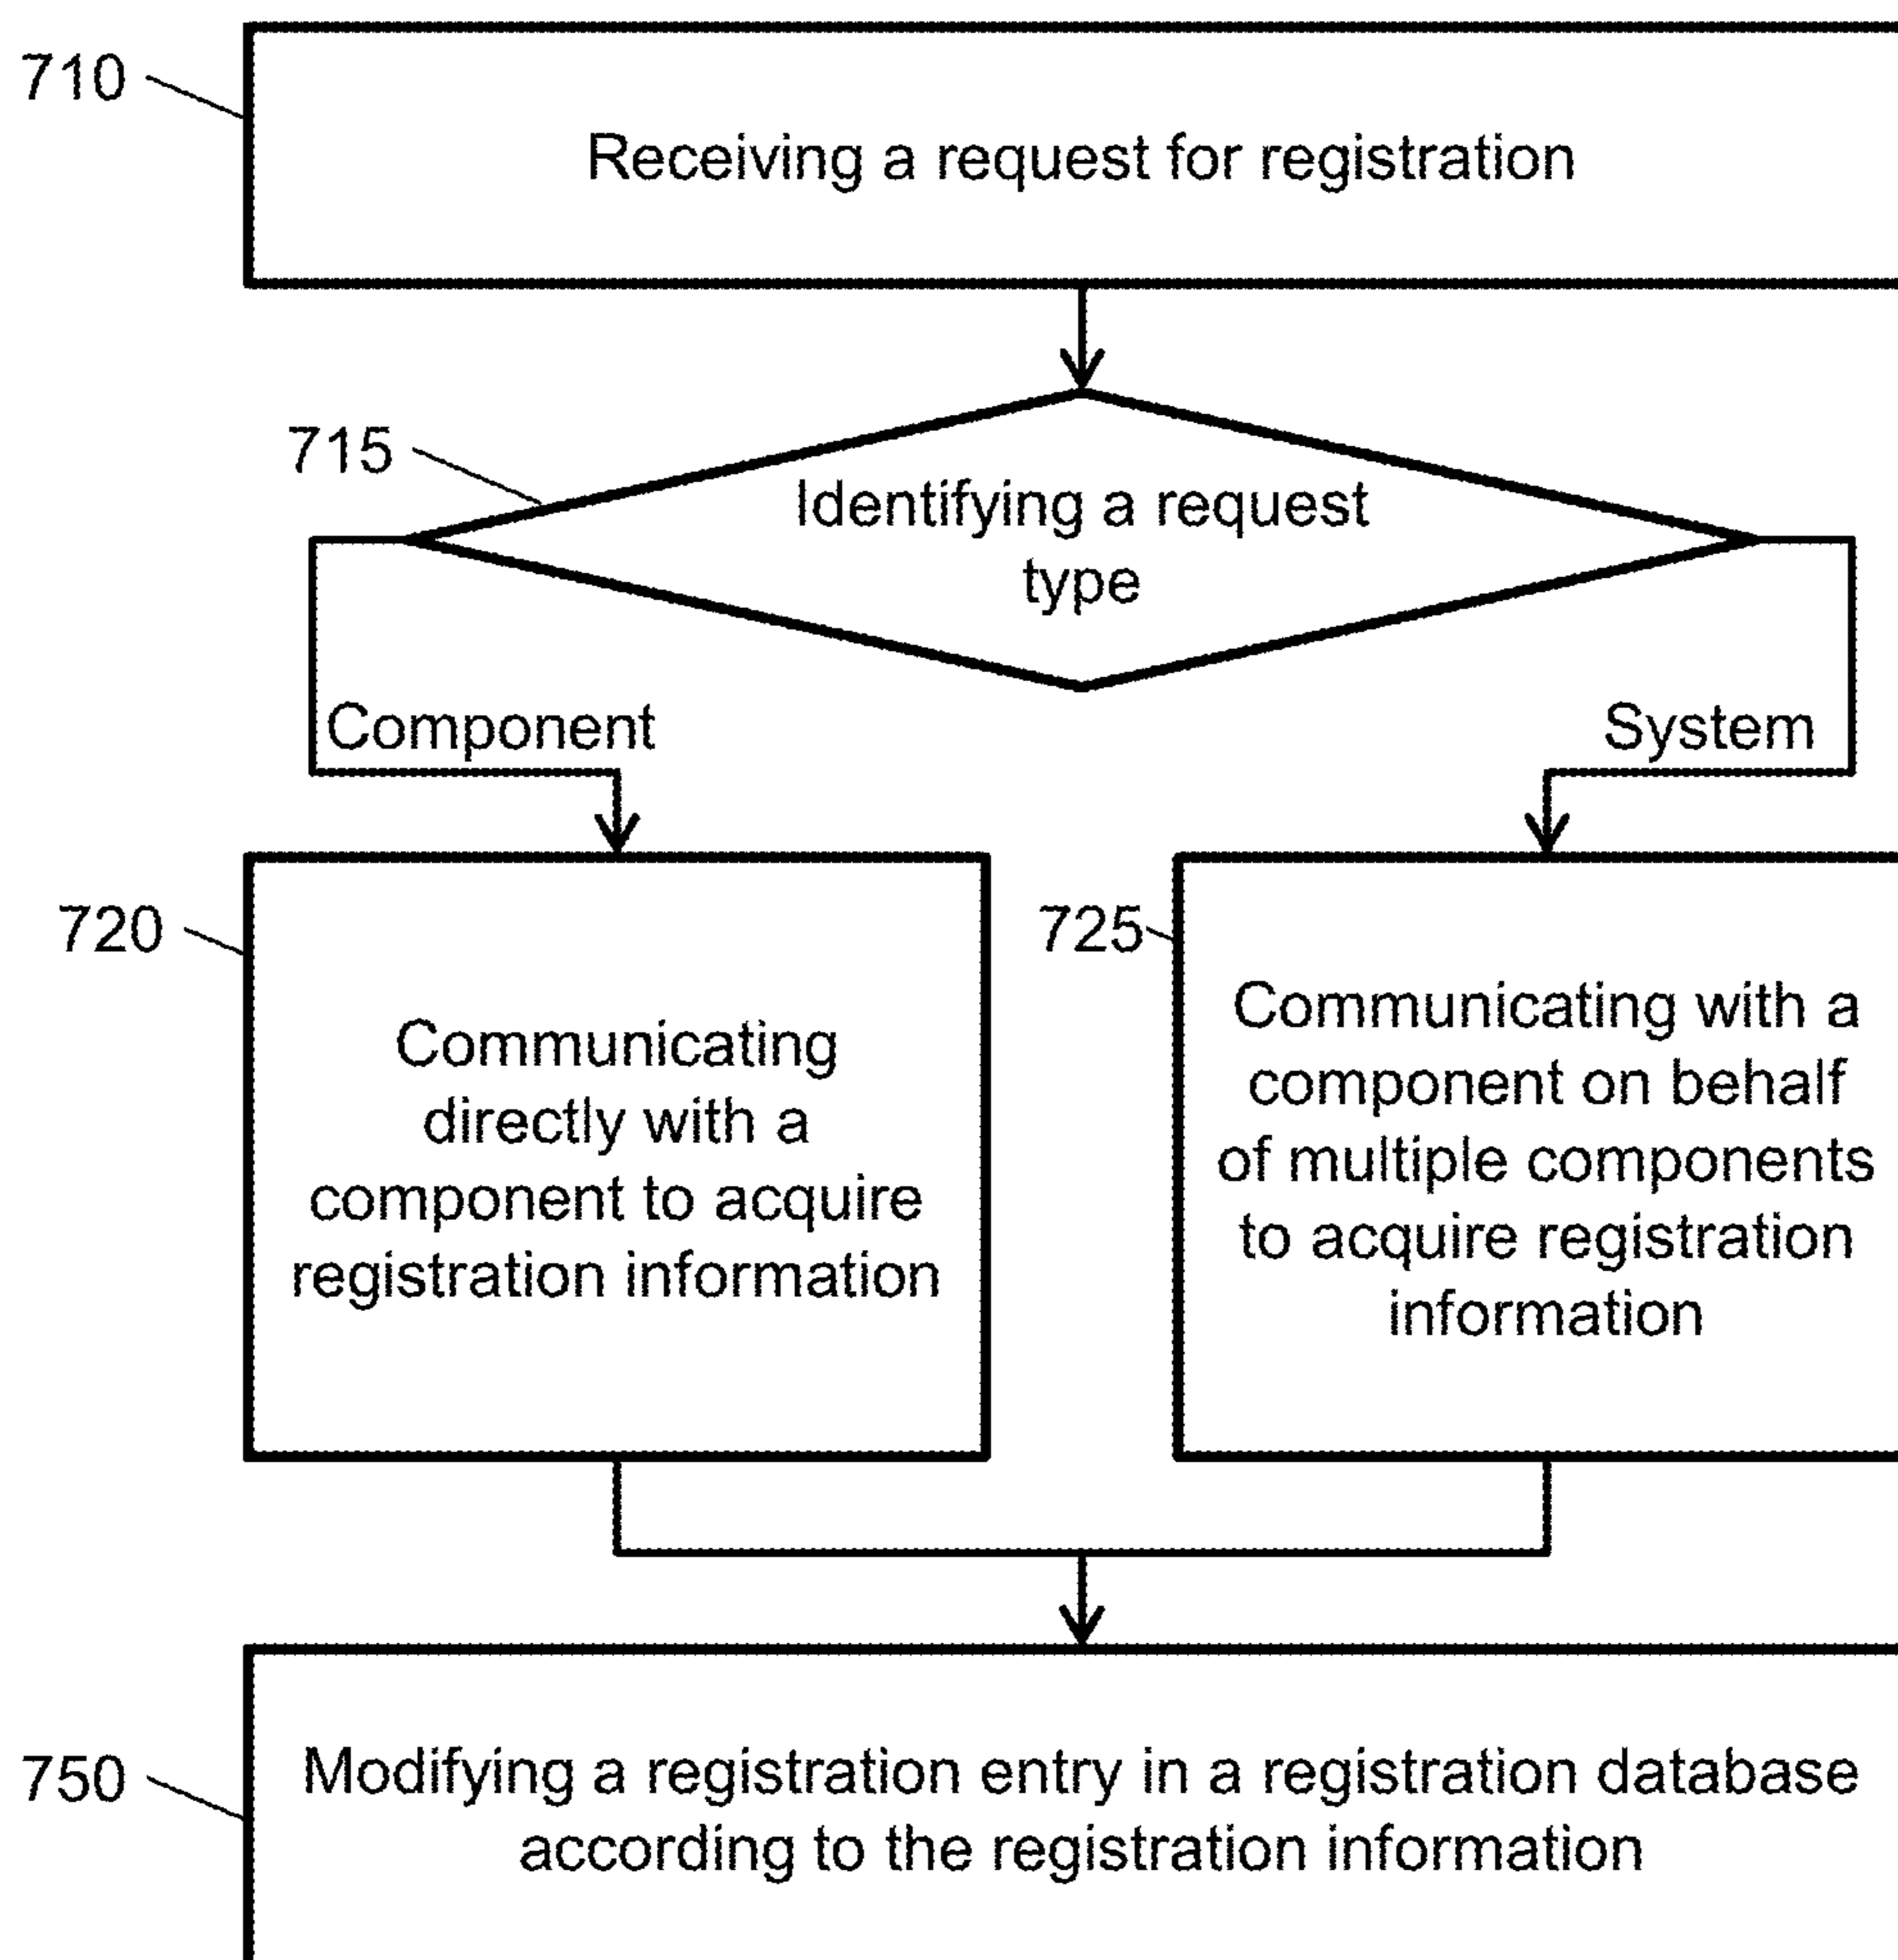 710
Receiving a request for registration
715
Identifying a request
type
Component
System
720
Communicating
directly with a
component to acquire
registration information
725
Communicating with a
component on behalf
of multiple components
to acquire registration
information
750
Modifying a registration entry in a registration database
according to the registration information